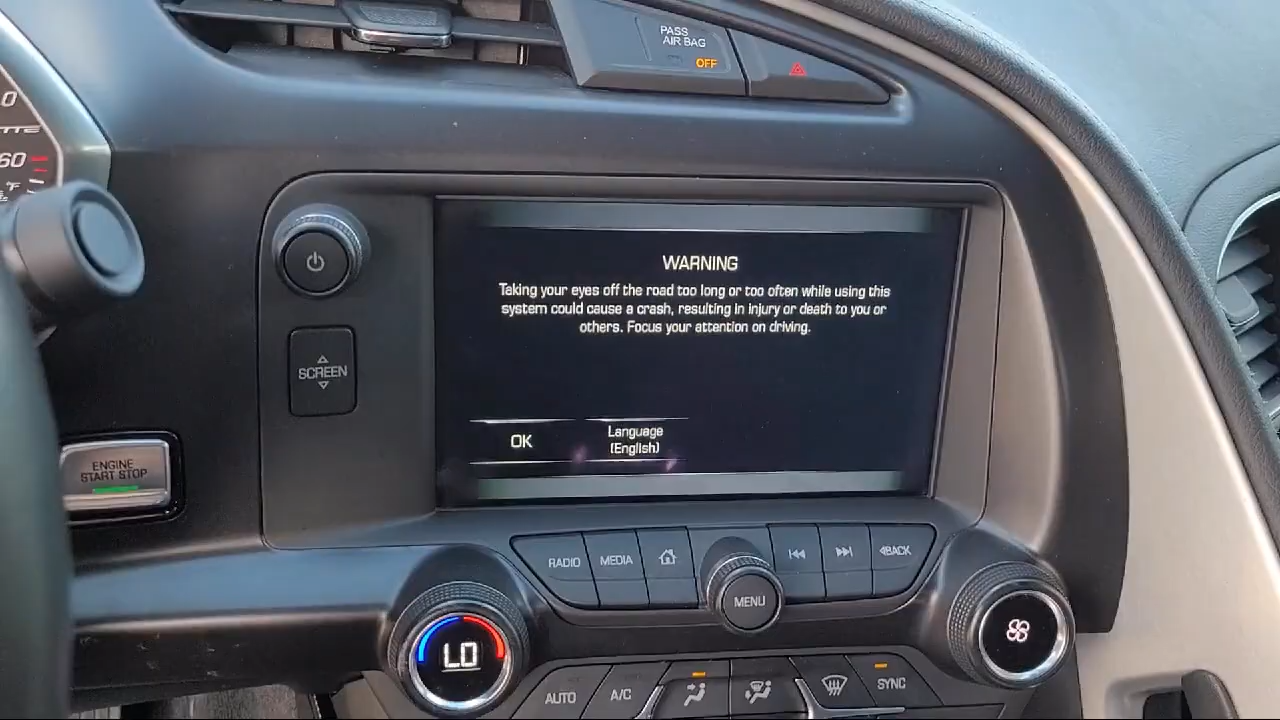 PASS
AIR BAG
OFF
0
60
°F
WARNING
Taking your eyes off the road too long or too often while using this
system could cause a crash, resulting in injury or death to you or
others. Focus your attention on driving.
SCREEN
OK
Language
(English)
ENGINE
START STOP
RADIO
MEDIA
BACK
MENU
LO
AUTO
A/C
SYNC